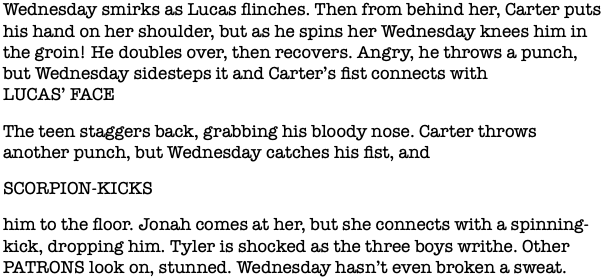 Wednesday smirks as Lucas flinches. Then from behind her, Carter puts
his hand on her shoulder, but as he spins her Wednesday knees him in
the groin! He doubles over, then recovers. Angry, he throws a punch,
but Wednesday sidesteps it and Carter's fist connects with
LUCAS' FACE
The teen staggers back, grabbing his bloody nose. Carter throws
another punch, but Wednesday catches his fist, and
SCORPION-KICKS
him to the floor. Jonah comes at her, but she connects with a spinning-
kick, dropping him. Tyler is shocked as the three boys writhe. Other
PATRONS look on, stunned. Wednesday hasn't even broken a sweat.